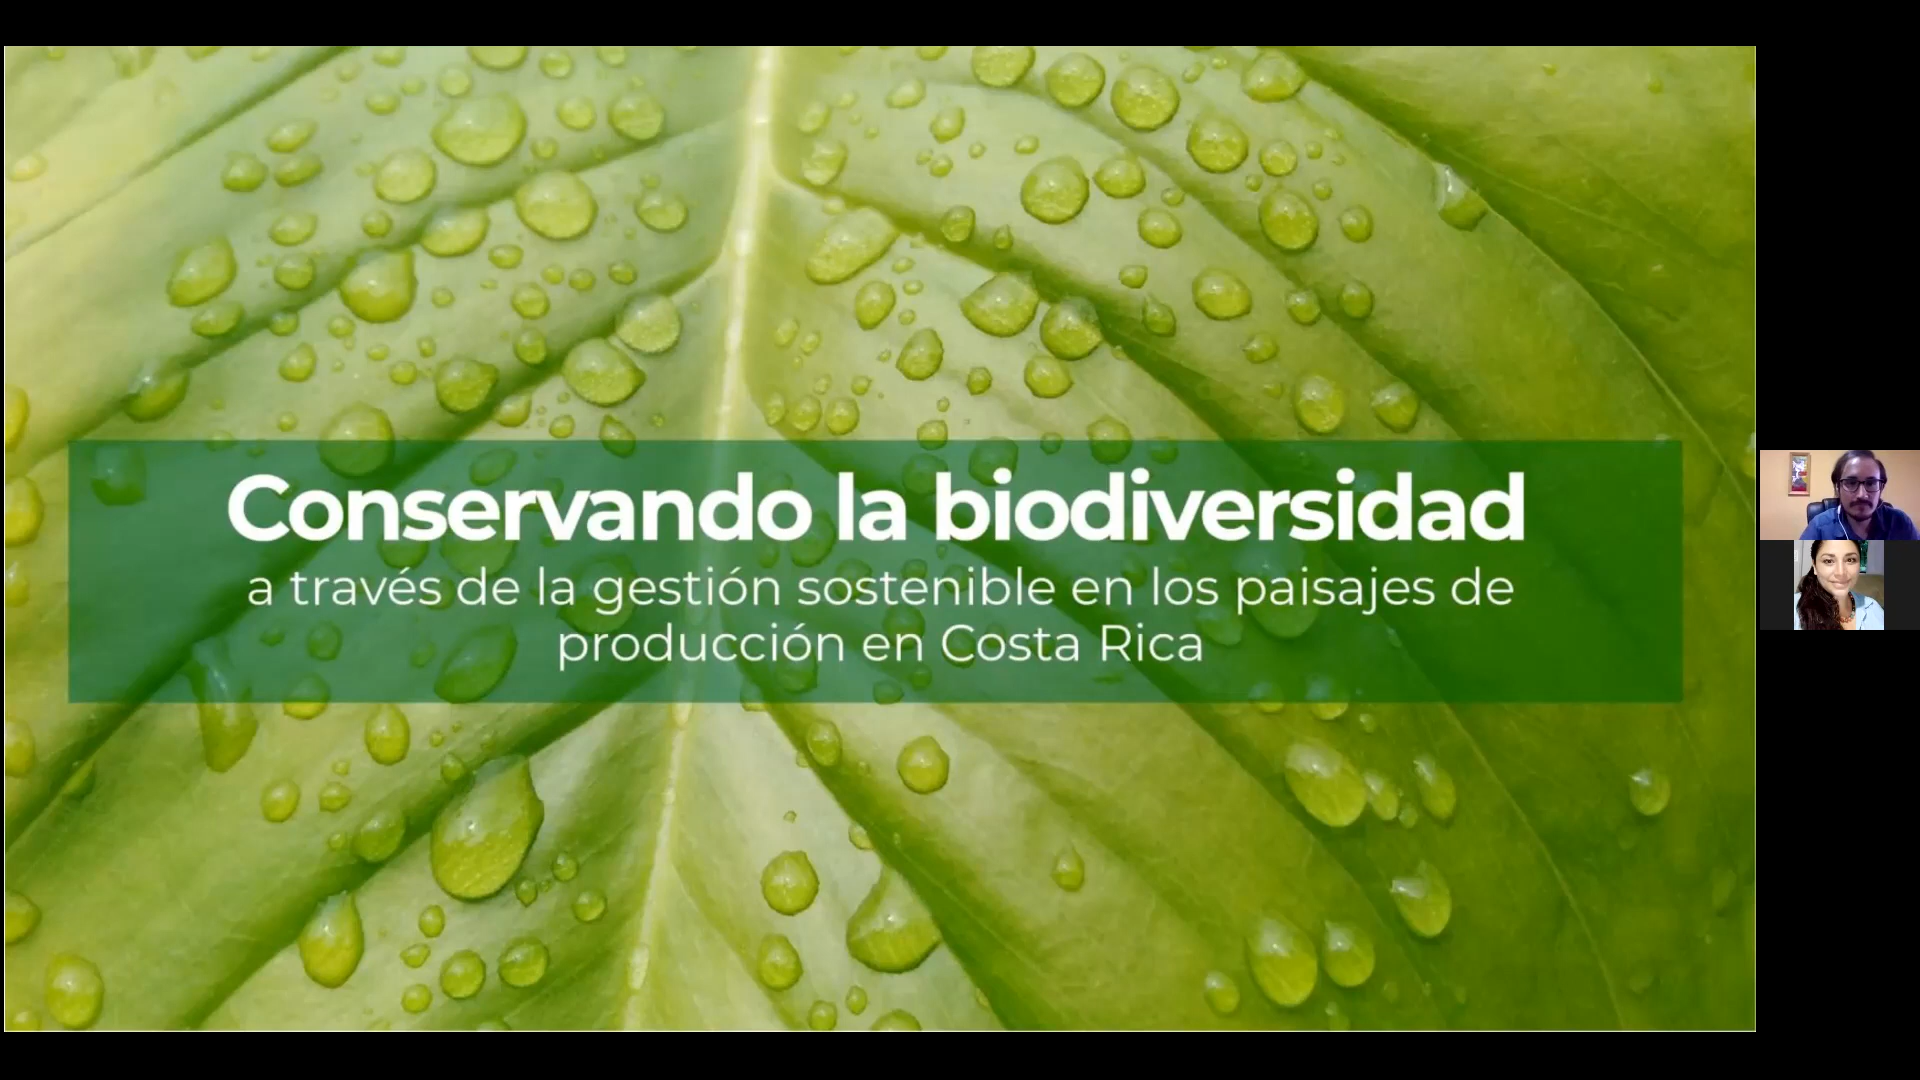 Conservando la biodiversidad
a través de la gestión sostenible en los paisajes de
producción en Costa Rica